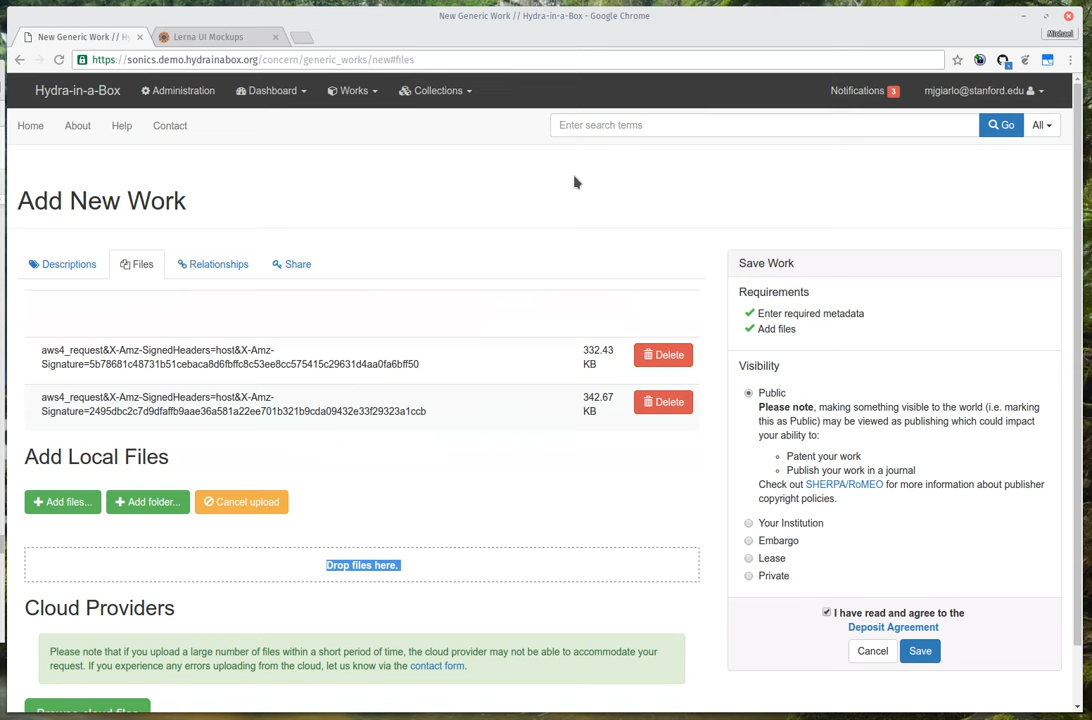 New Generic Work // Hydra-in-a-Box - Google Chrome
New Generic Work // Hy
Lerna UI Mockups
Michael
https://sonics.demo.hydrainabox.org/concern/generic_works/new#files
Hydra-in-a-Box Administration Dashboard Works Collections Notifications 3 mjgiarlo@stanford.edu
Home About Help Contact Enter search terms Go All
Add New Work
Descriptions Files Relationships Share
aws4_request&X-Amz-SignedHeaders=host&X-Amz-
Signature=5b78681c48731b51cebaca8d6fbffc8c53ee8cc575415c29631d4aa0fa6bff50
332.43
KB
Delete
aws4_request&X-Amz-SignedHeaders=host&X-Amz-
Signature=2495dbc2c7d9dfaffb9aae36a581a22ee701b321b9cda09432e33f29323a1ccb
342.67
KB
Delete
Add Local Files
Add files... Add folder... Cancel upload
Drop files here.
Cloud Providers
Please note that if you upload a large number of files within a short period of time, the cloud provider may not be able to accommodate your
request. If you experience any errors uploading from the cloud, let us know via the contact form.
Browse cloud files
Save Work
Requirements
Enter required metadata
Add files
Visibility
Public
Please note, making something visible to the world (i.e. marking
this as Public) may be viewed as publishing which could impact
your ability to:
Patent your work
Publish your work in a journal
Check out SHERPA/RoMEO for more information about publisher
copyright policies.
Your Institution
Embargo
Lease
Private
I have read and agree to the
Deposit Agreement
Cancel Save